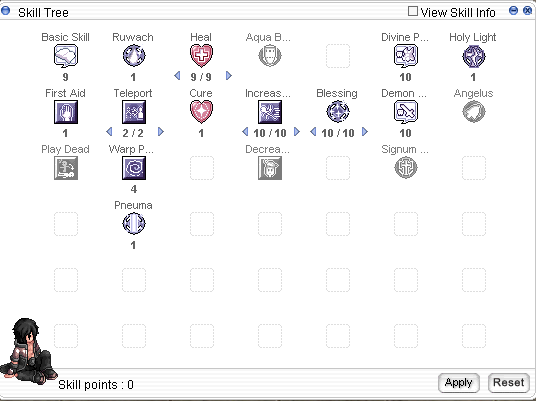 Skill Tree
View Skill Info
Basic Skill Ruwach Heal Aqua B... Divine P... Holy Light
9 1 9 / 9 10 1
First Aid Teleport Cure Increas... Blessing Demon ... Angelus
1 2 / 2 1 10 / 10 10 / 10 10
Play Dead Warp P... Decrea... Signum ...
4
Pneuma
1
Skill points : 0
Apply Reset